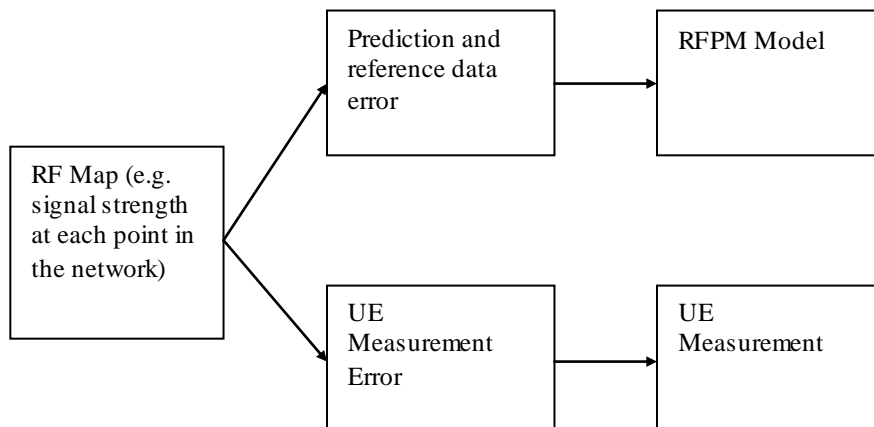 Prediction and
reference data
error
RFPM Model
RF Map (e.g.
signal strength
at each point in
the network)
UE
Measurement
Error
UE
Measurement